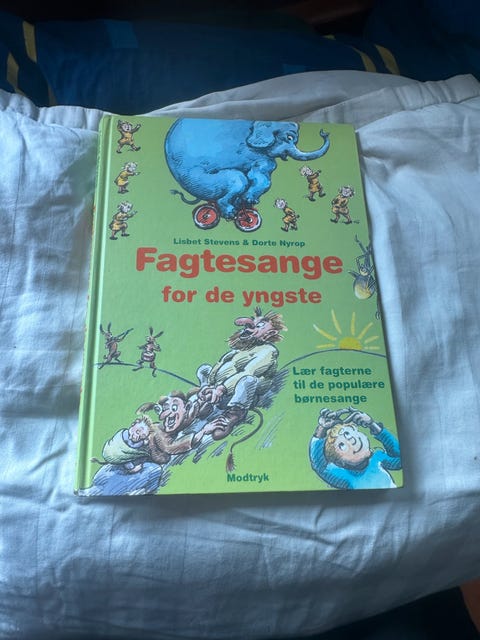 Lisbet Stevens & Dorte Nyrop
Fagtesange
for de yngste
Lær fagterne
til de populære
børnesange
Modtryk